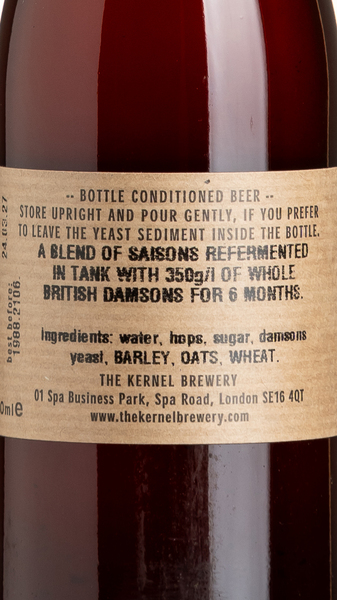 -- BOTTLE CONDITIONED BEER --
STORE UPRIGHT AND POUR GENTLY, IF YOU PREFER
TO LEAVE THE YEAST SEDIMENT INSIDE THE BOTTLE.
A BLEND OF SAISONS REFERMENTED
IN TANK WITH 350g/l OF WHOLE
BRITISH DAMSONS FOR 6 MONTHS.
Ingredients: water, hops, sugar, damsons
yeast, BARLEY, OATS, WHEAT.
THE KERNEL BREWERY
01 Spa Business Park, Spa Road, London SE16 4QT
www.thekernelbrewery.com
best before:
1988.2106.
24.03.27
0ml e